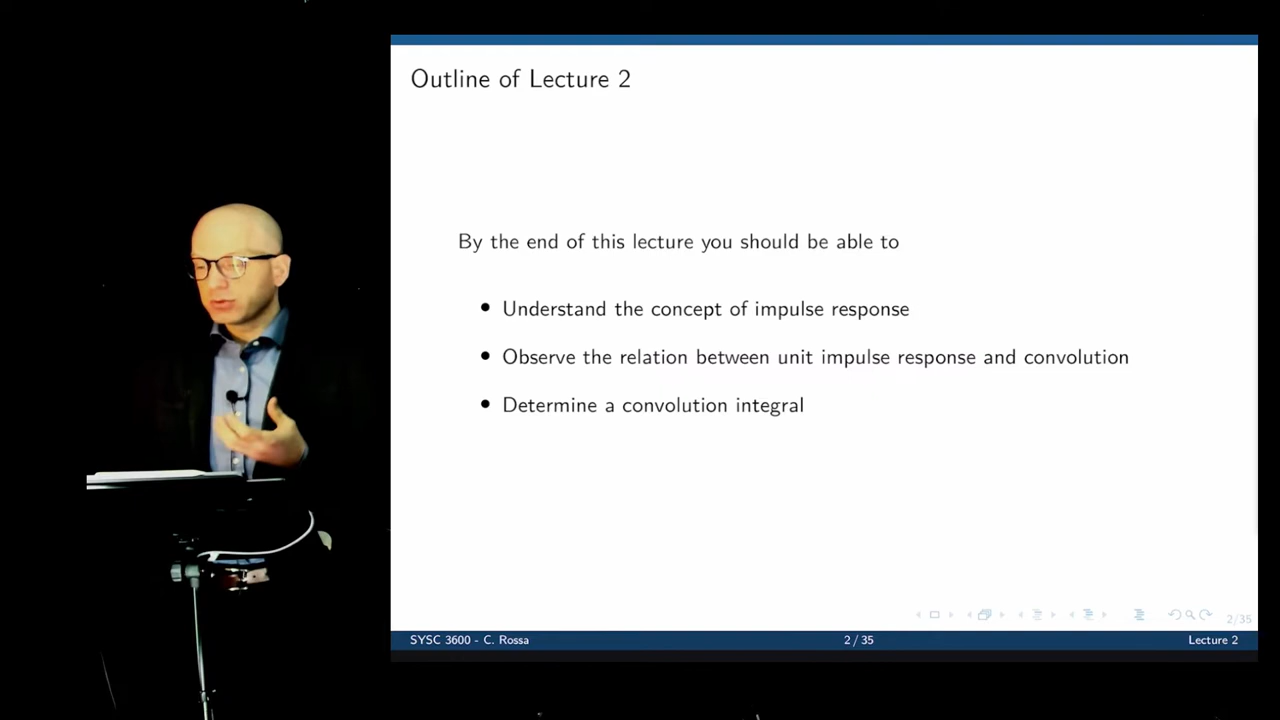 Outline of Lecture 2
By the end of this lecture you should be able to
• Understand the concept of impulse response
• Observe the relation between unit impulse response and convolution
• Determine a convolution integral
2/35
SYSC 3600 - C. Rossa
2 / 35
Lecture 2